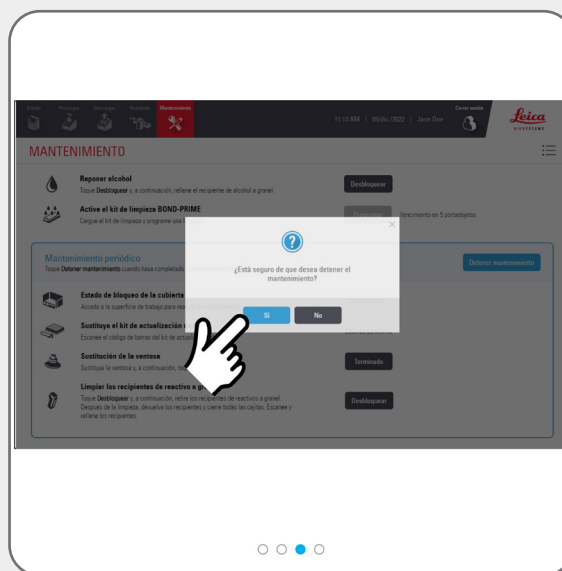 Estado
Precargar
Descargar
Reactivos
Mantenimiento
11:15 AM | 05/dic /2022 | Jane Doe
Cerrar sesión
Leica
BIOSYSTEMS
MANTENIMIENTO
Reponer alcohol
Toque Desbloquear y, a continuación, rellene el recipiente de alcohol a granel.
Desbloquear
Active el kit de limpieza BOND-PRIME
Cargue el kit de limpieza y programe una
Programar
Vencimiento en 5 portaobjetos
Mantenimiento periódico
Toque Detener mantenimiento cuando haya completado
Detener mantenimiento
¿Está seguro de que desea detener el
mantenimiento?
Sí
No
Estado de bloqueo de la cubierta
Acceda a la superficie de trabajo para
Sustituya el kit de actualización
Escanee el código de barras del kit de
Sustitución de la ventosa
Sustituya la ventosa y, a continuación,
Terminado
Limpiar los recipientes de reactivo a
Toque Desbloquear y, a continuación, retire los recipientes de reactivos a granel.
Después de la limpieza, devuelva los recipientes y cierre todas las cajitas. Escanee y
rellene los recipientes.
Desbloquear